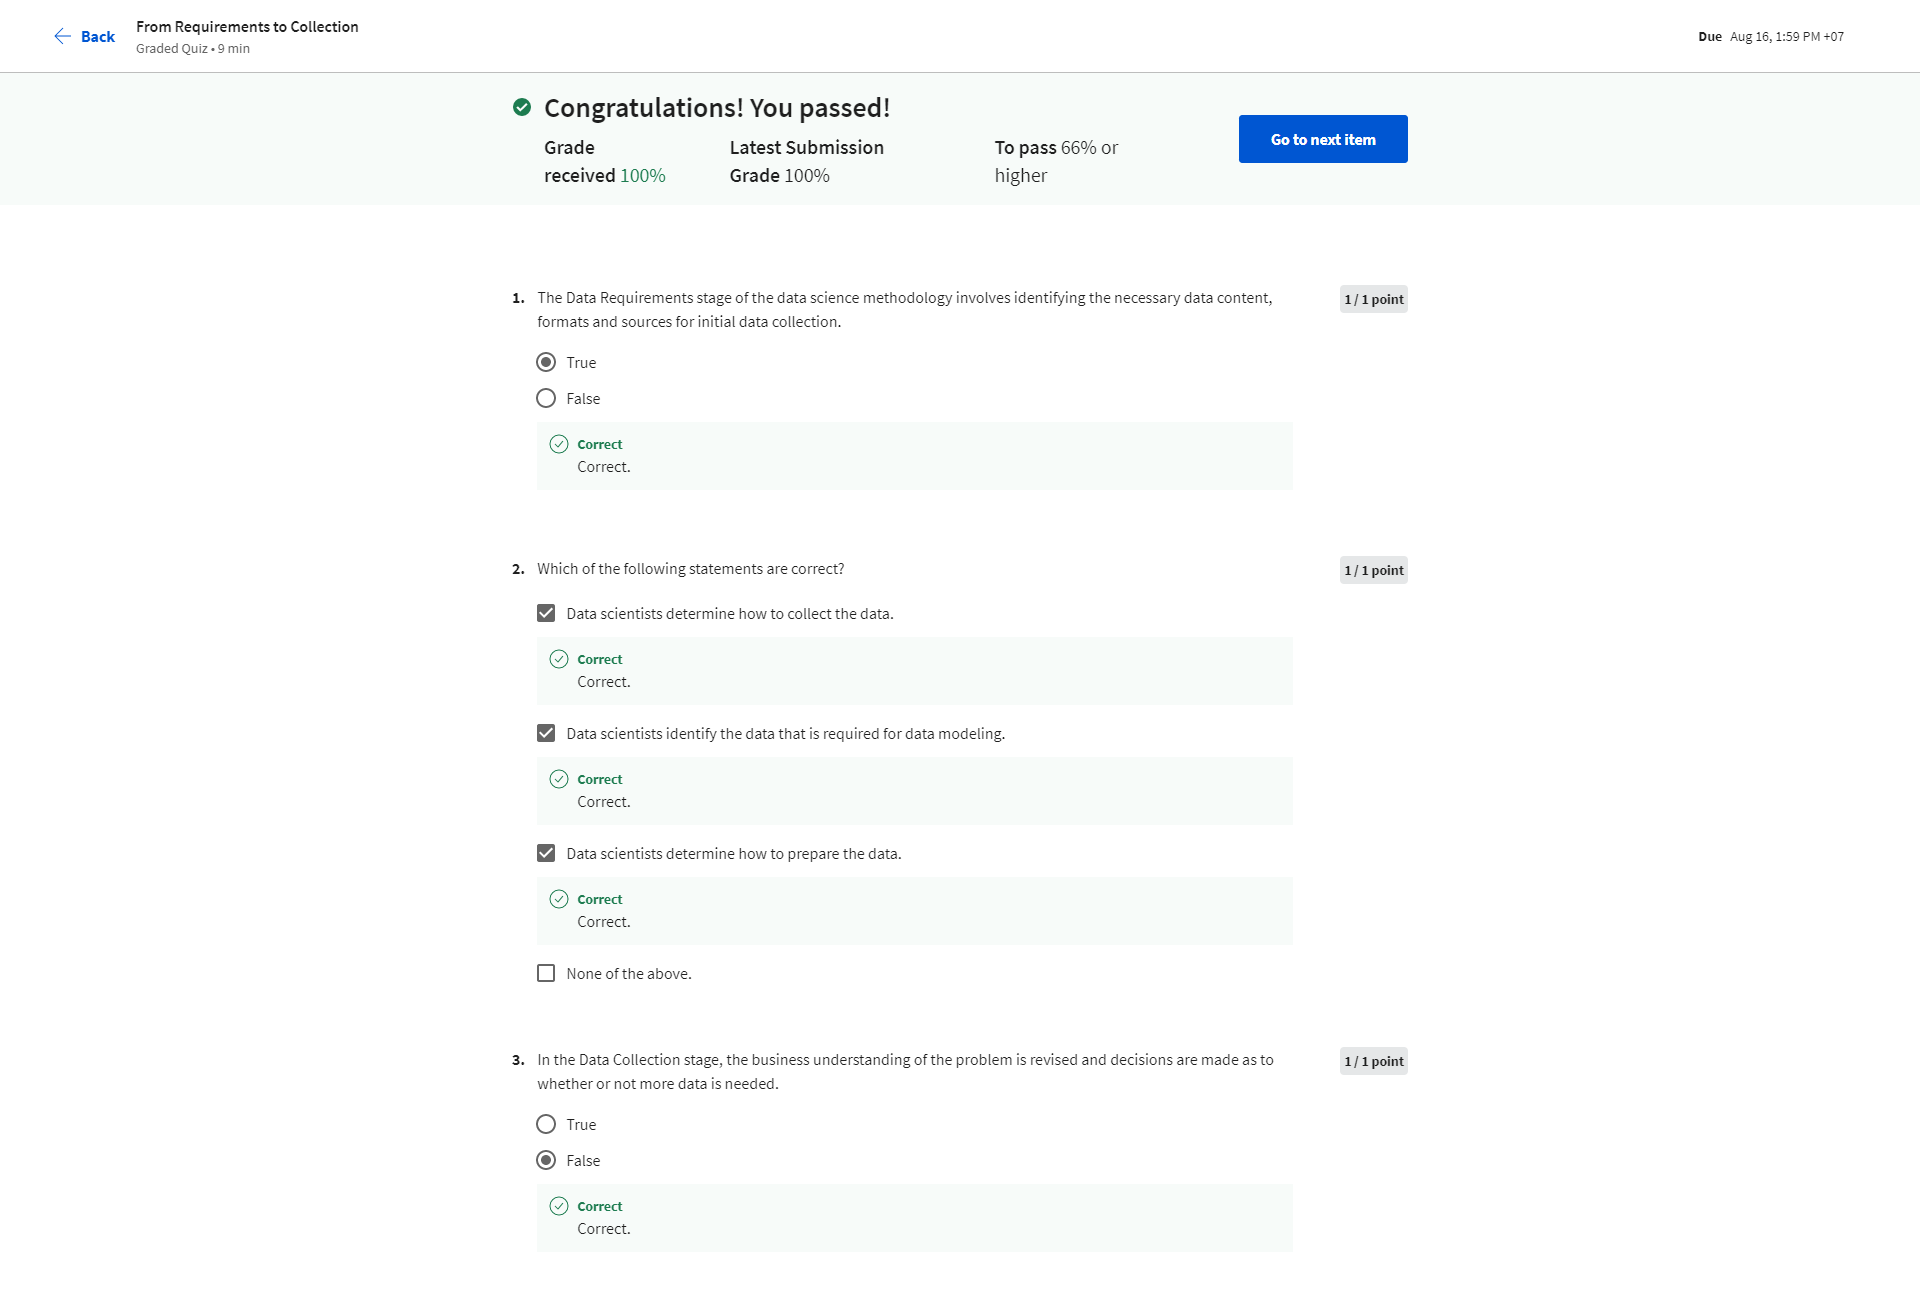 Back
From Requirements to Collection
Graded Quiz • 9 min
Due Aug 16, 1:59 PM +07
Congratulations! You passed!
Grade
received 100%
Latest Submission
Grade 100%
To pass 66% or
higher
Go to next item
1. The Data Requirements stage of the data science methodology involves identifying the necessary data content,
formats and sources for initial data collection.
1 / 1 point
True
False
Correct
Correct.
2. Which of the following statements are correct?
1 / 1 point
Data scientists determine how to collect the data.
Correct
Correct.
Data scientists identify the data that is required for data modeling.
Correct
Correct.
Data scientists determine how to prepare the data.
Correct
Correct.
None of the above.
3. In the Data Collection stage, the business understanding of the problem is revised and decisions are made as to
whether or not more data is needed.
1 / 1 point
True
False
Correct
Correct.